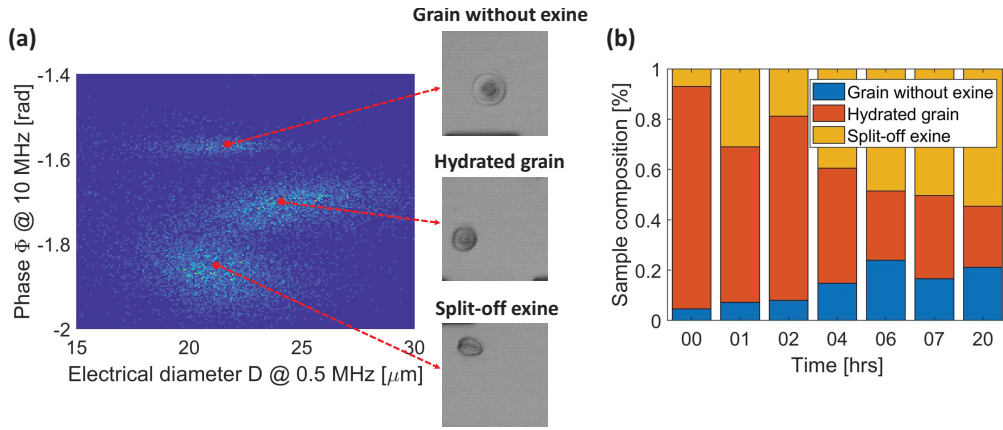 Grain without exine
(a)
Phase Φ @ 10 MHz [rad]
-1.4
-1.6
-1.8
-2
15
20
25
30
Electrical diameter D @ 0.5 MHz [μm]
Hydrated grain
Split-off exine
(b)
Sample composition [%]
1
0.8
0.6
0.4
0.2
0
Grain without exine
Hydrated grain
Split-off exine
00 01 02 04 06 07 20
Time [hrs]